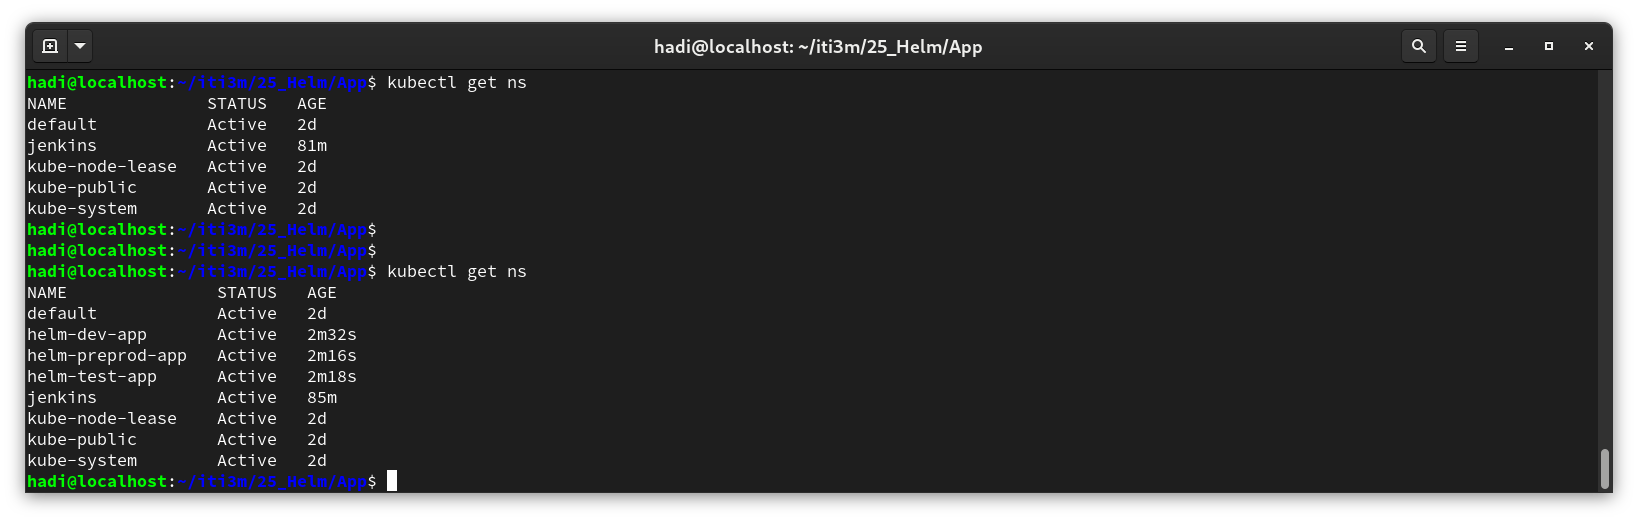 hadi@localhost: ~/iti3m/25_Helm/App
hadi@localhost:~/iti3m/25_Helm/App$ kubectl get ns
NAME              STATUS   AGE
default           Active   2d
jenkins           Active   81m
kube-node-lease   Active   2d
kube-public       Active   2d
kube-system       Active   2d
hadi@localhost:~/iti3m/25_Helm/App$
hadi@localhost:~/iti3m/25_Helm/App$
hadi@localhost:~/iti3m/25_Helm/App$ kubectl get ns
NAME               STATUS   AGE
default            Active   2d
helm-dev-app       Active   2m32s
helm-preprod-app   Active   2m16s
helm-test-app      Active   2m18s
jenkins            Active   85m
kube-node-lease    Active   2d
kube-public        Active   2d
kube-system        Active   2d
hadi@localhost:~/iti3m/25_Helm/App$